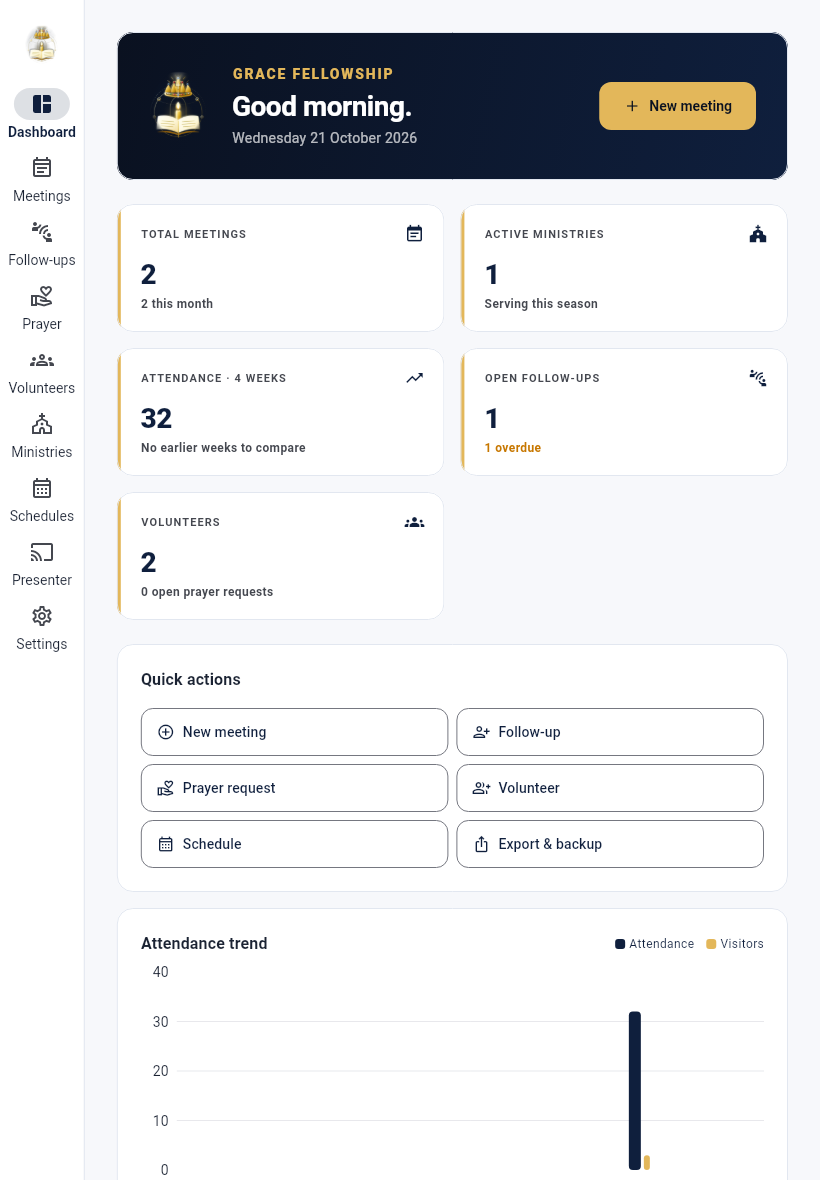 Dashboard
Meetings
Follow-ups
Prayer
Volunteers
Ministries
Schedules
Presenter
Settings
GRACE FELLOWSHIP
Good morning.
Wednesday 21 October 2026
New meeting
TOTAL MEETINGS
2
2 this month
ACTIVE MINISTRIES
1
Serving this season
ATTENDANCE · 4 WEEKS
32
No earlier weeks to compare
OPEN FOLLOW-UPS
1
1 overdue
VOLUNTEERS
2
0 open prayer requests
Quick actions
New meeting
Follow-up
Prayer request
Volunteer
Schedule
Export & backup
Attendance trend
Attendance
Visitors
40
30
20
10
0